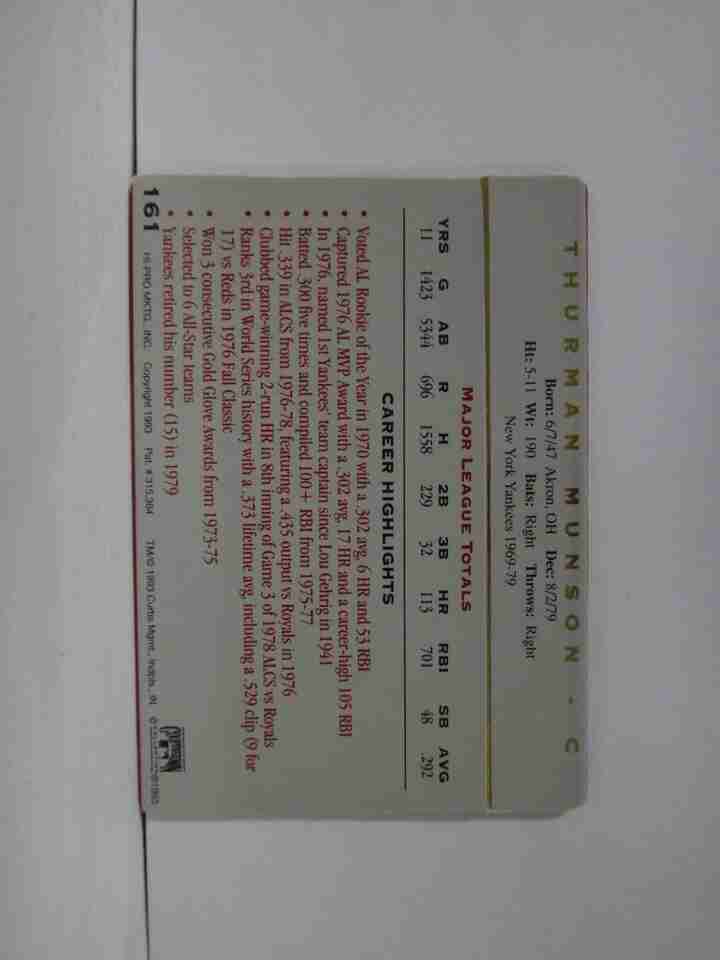 THURMAN MUNSON - C
Born: 6/7/47 Akron, OH Dec: 8/2/79
Ht: 5-11 Wt: 190 Bats: Right Throws: Right
New York Yankees 1969-79
MAJOR LEAGUE TOTALS
YRS G AB R H 2B 3B HR RBI SB AVG
11 1423 5344 696 1558 229 32 113 701 48 .292
CAREER HIGHLIGHTS
• Voted AL Rookie of the Year in 1970 with a .302 avg, 6 HR and 53 RBI
• Captured 1976 AL MVP Award with a .302 avg, 17 HR and a career-high 105 RBI
• In 1976, named 1st Yankees' team captain since Lou Gehrig in 1941
• Batted .300 five times and compiled 100+ RBI from 1975-77
• Hit .339 in ALCS from 1976-78, featuring a .435 output vs Royals in 1976
• Clubbed game-winning 2-run HR in 8th inning of Game 3 of 1978 ALCS vs Royals
• Ranks 3rd in World Series history with a .373 lifetime avg, including a .529 clip (9 for
17) vs Reds in 1976 Fall Classic
• Won 3 consecutive Gold Glove Awards from 1973-75
• Selected to 6 All-Star teams
• Yankees retired his number (15) in 1979
161 HI-PRO MKTG., INC. Copyright 1993 Pat. # 315,364 TM/© 1993 Curtis Mgmt., Indpls., IN.